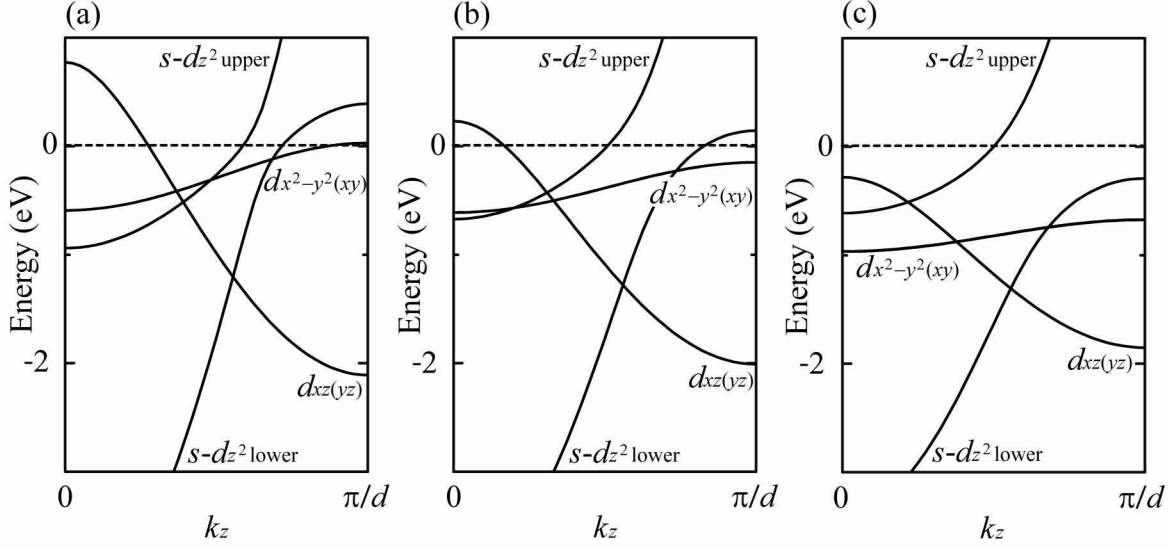 (a)
s-dz² upper
0
dx²-y²(xy)
Energy (eV)
-2
dxz(yz)
s-dz² lower
0
π/d
kz
(b)
s-dz² upper
0
dx²-y²(xy)
Energy (eV)
-2
dxz(yz)
s-dz² lower
0
π/d
kz
(c)
s-dz² upper
0
dx²-y²(xy)
Energy (eV)
-2
dxz(yz)
s-dz² lower
0
π/d
kz